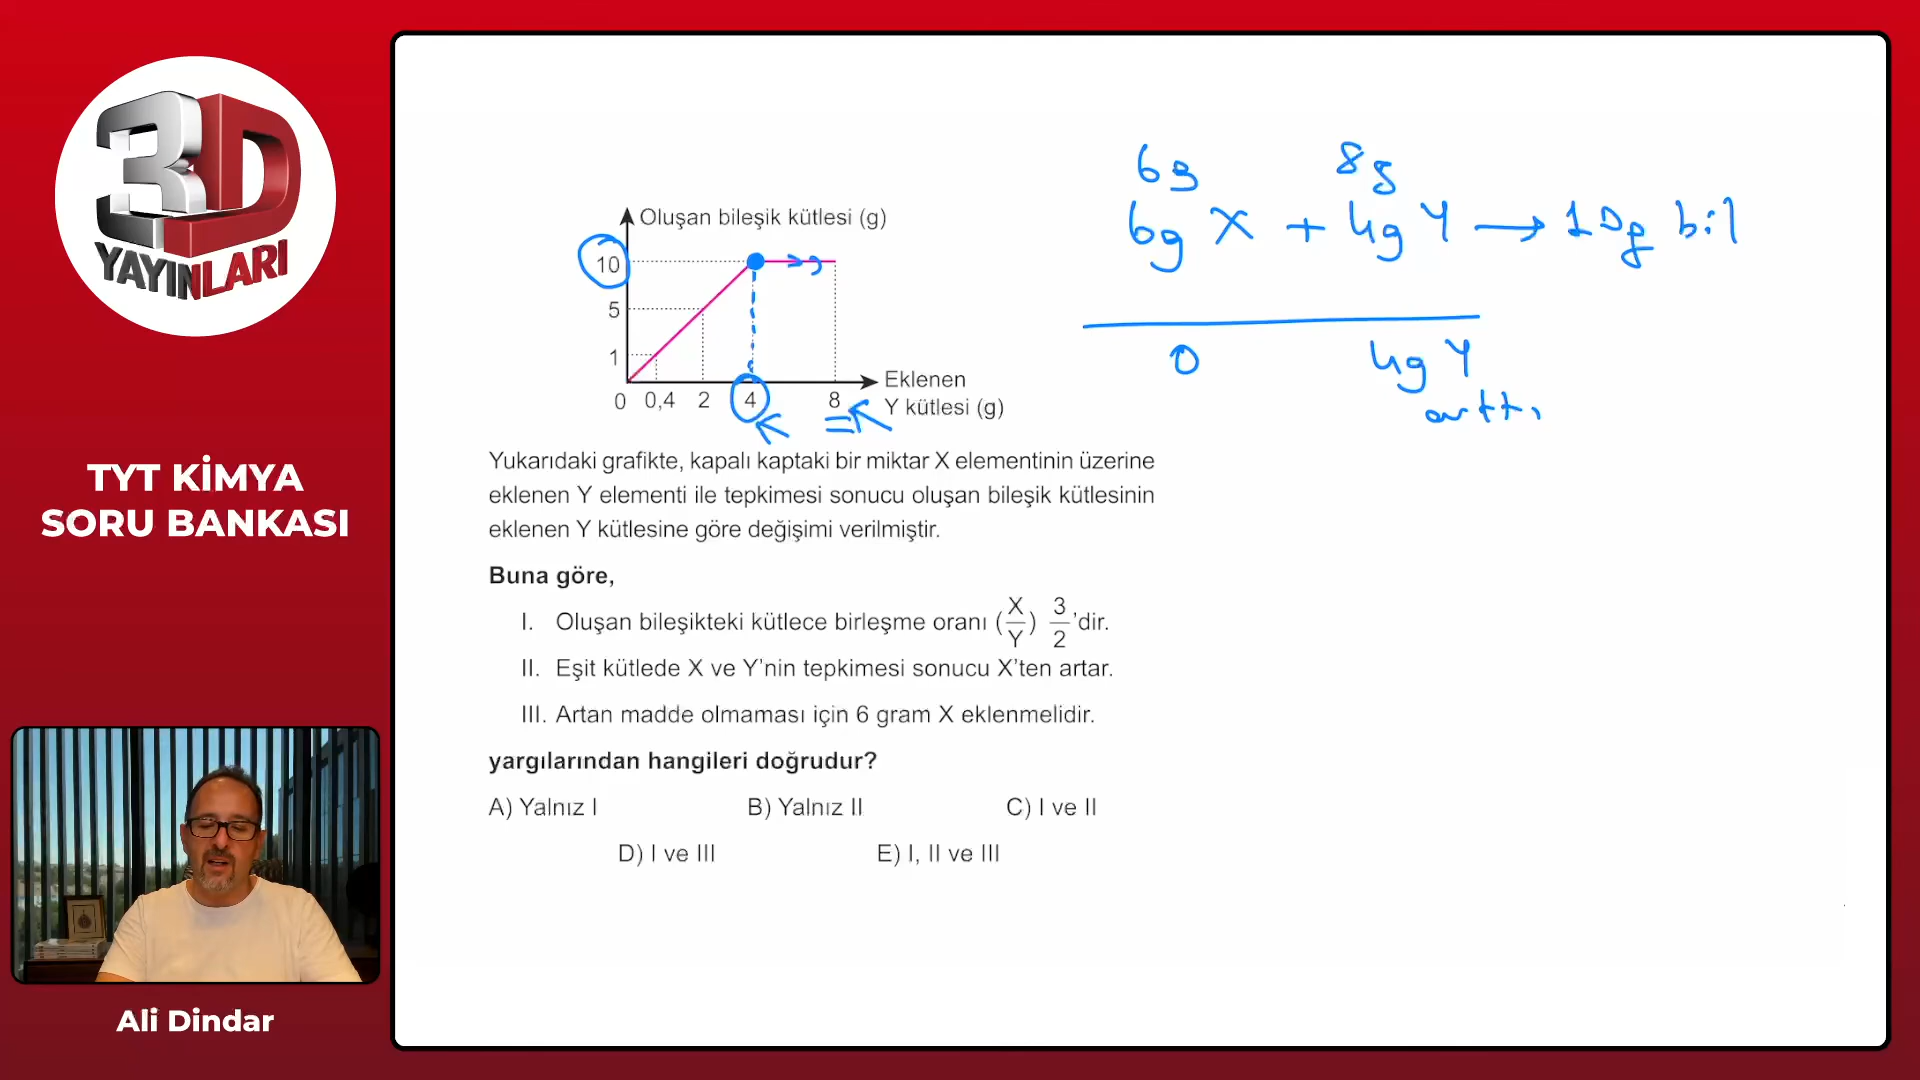 3D
YAYINLARI
TYT KİMYA
SORU BANKASI
Ali Dindar
Oluşan bileşik kütlesi (g)
10
5
1
0 0,4 2 4 8
Eklenen
Y kütlesi (g)
6g 8g
6g X + 4g Y → 10g bil
0 4g Y
arttı
Yukarıdaki grafikte, kapalı kaptaki bir miktar X elementinin üzerine
eklenen Y elementi ile tepkimesi sonucu oluşan bileşik kütlesinin
eklenen Y kütlesine göre değişimi verilmiştir.
Buna göre,
I. Oluşan bileşikteki kütlece birleşme oranı (X/Y) 3/2'dir.
II. Eşit kütlede X ve Y'nin tepkimesi sonucu X'ten artar.
III. Artan madde olmaması için 6 gram X eklenmelidir.
yargılarından hangileri doğrudur?
A) Yalnız I B) Yalnız II C) I ve II
D) I ve III E) I, II ve III